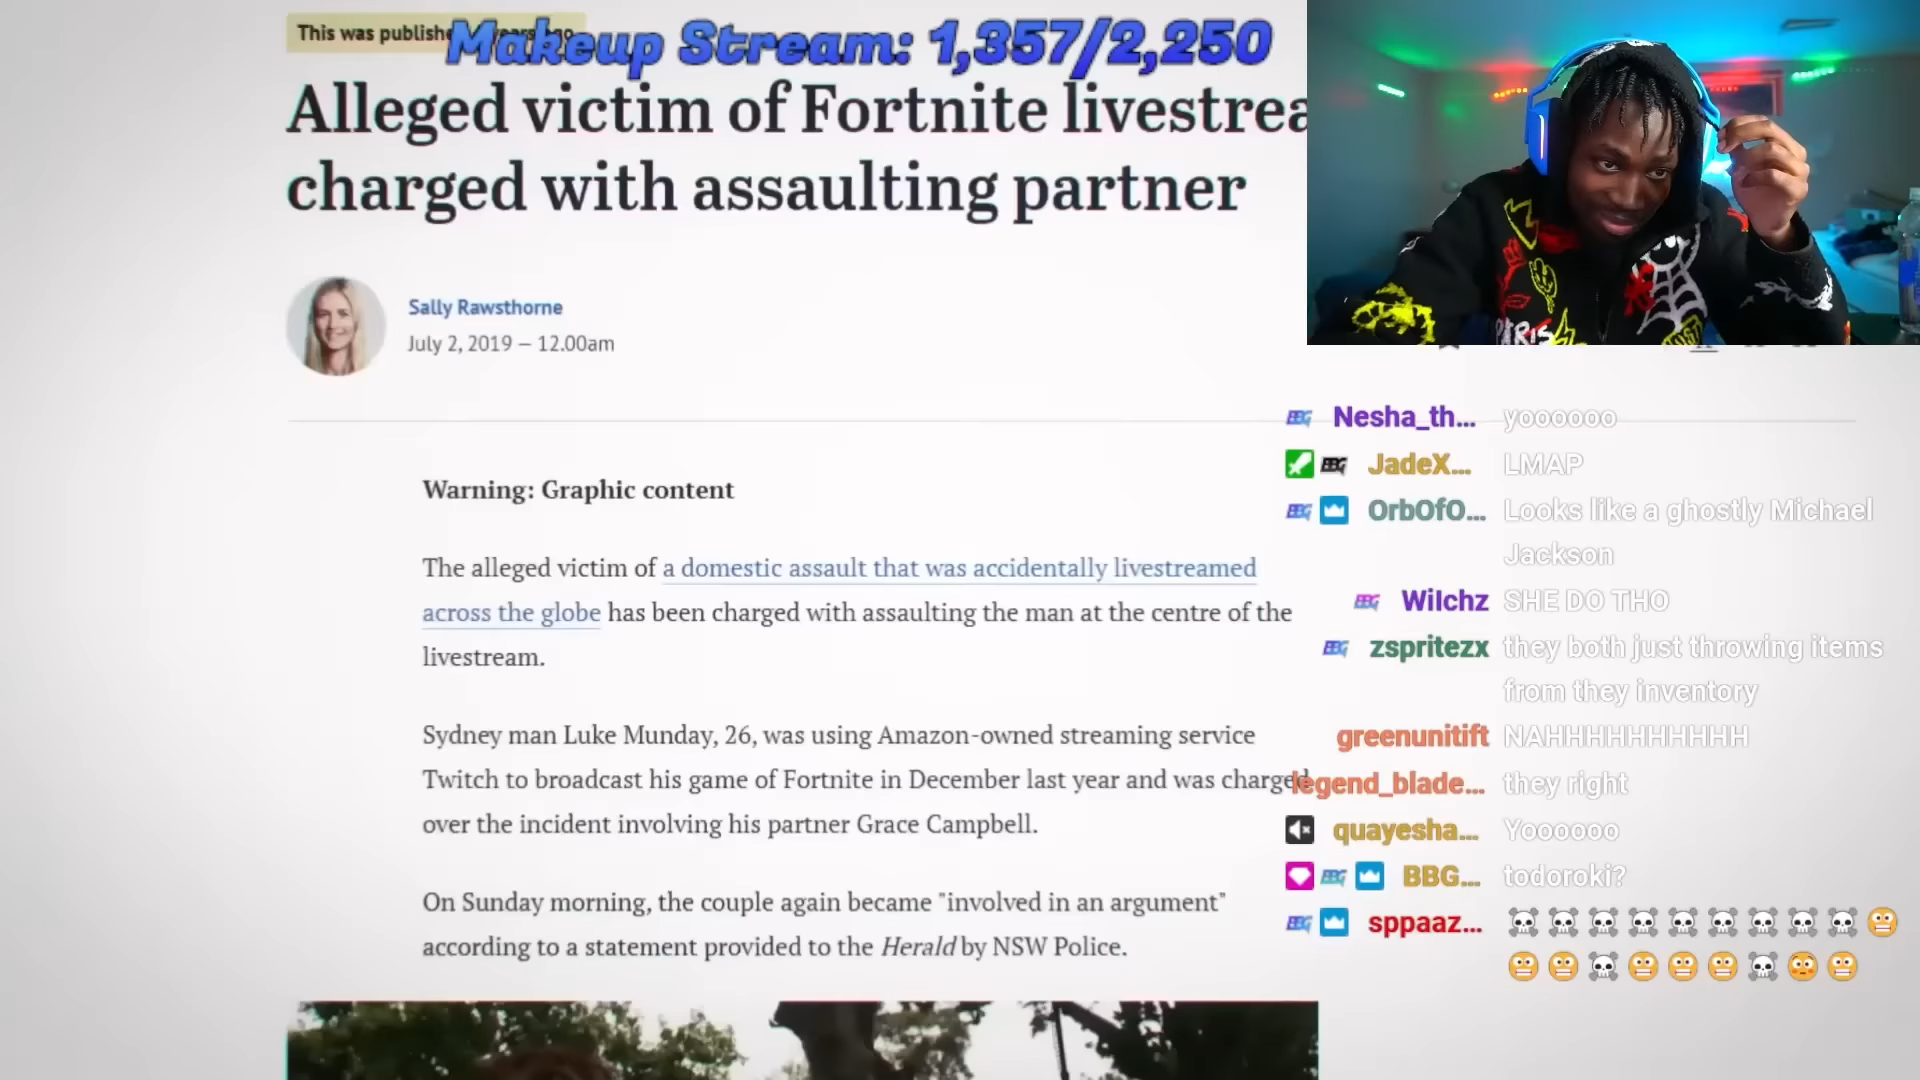 This was publishe
Makeup Stream: 1,357/2,250
Alleged victim of Fortnite livestrea
charged with assaulting partner
Sally Rawsthorne
July 2, 2019 — 12.00am
Warning: Graphic content
The alleged victim of a domestic assault that was accidentally livestreamed
across the globe has been charged with assaulting the man at the centre of the
livestream.
Sydney man Luke Munday, 26, was using Amazon-owned streaming service
Twitch to broadcast his game of Fortnite in December last year and was charged
over the incident involving his partner Grace Campbell.
On Sunday morning, the couple again became "involved in an argument"
according to a statement provided to the Herald by NSW Police.
Nesha_th... yoooooo
JadeX... LMAP
OrbOfO... Looks like a ghostly Michael
Jackson
Wilchz SHE DO THO
zspritezx they both just throwing items
from they inventory
greenunitift NAHHHHHHHHHH
legend_blade... they right
quayesha... Yoooooo
BBG... todoroki?
sppaaz...